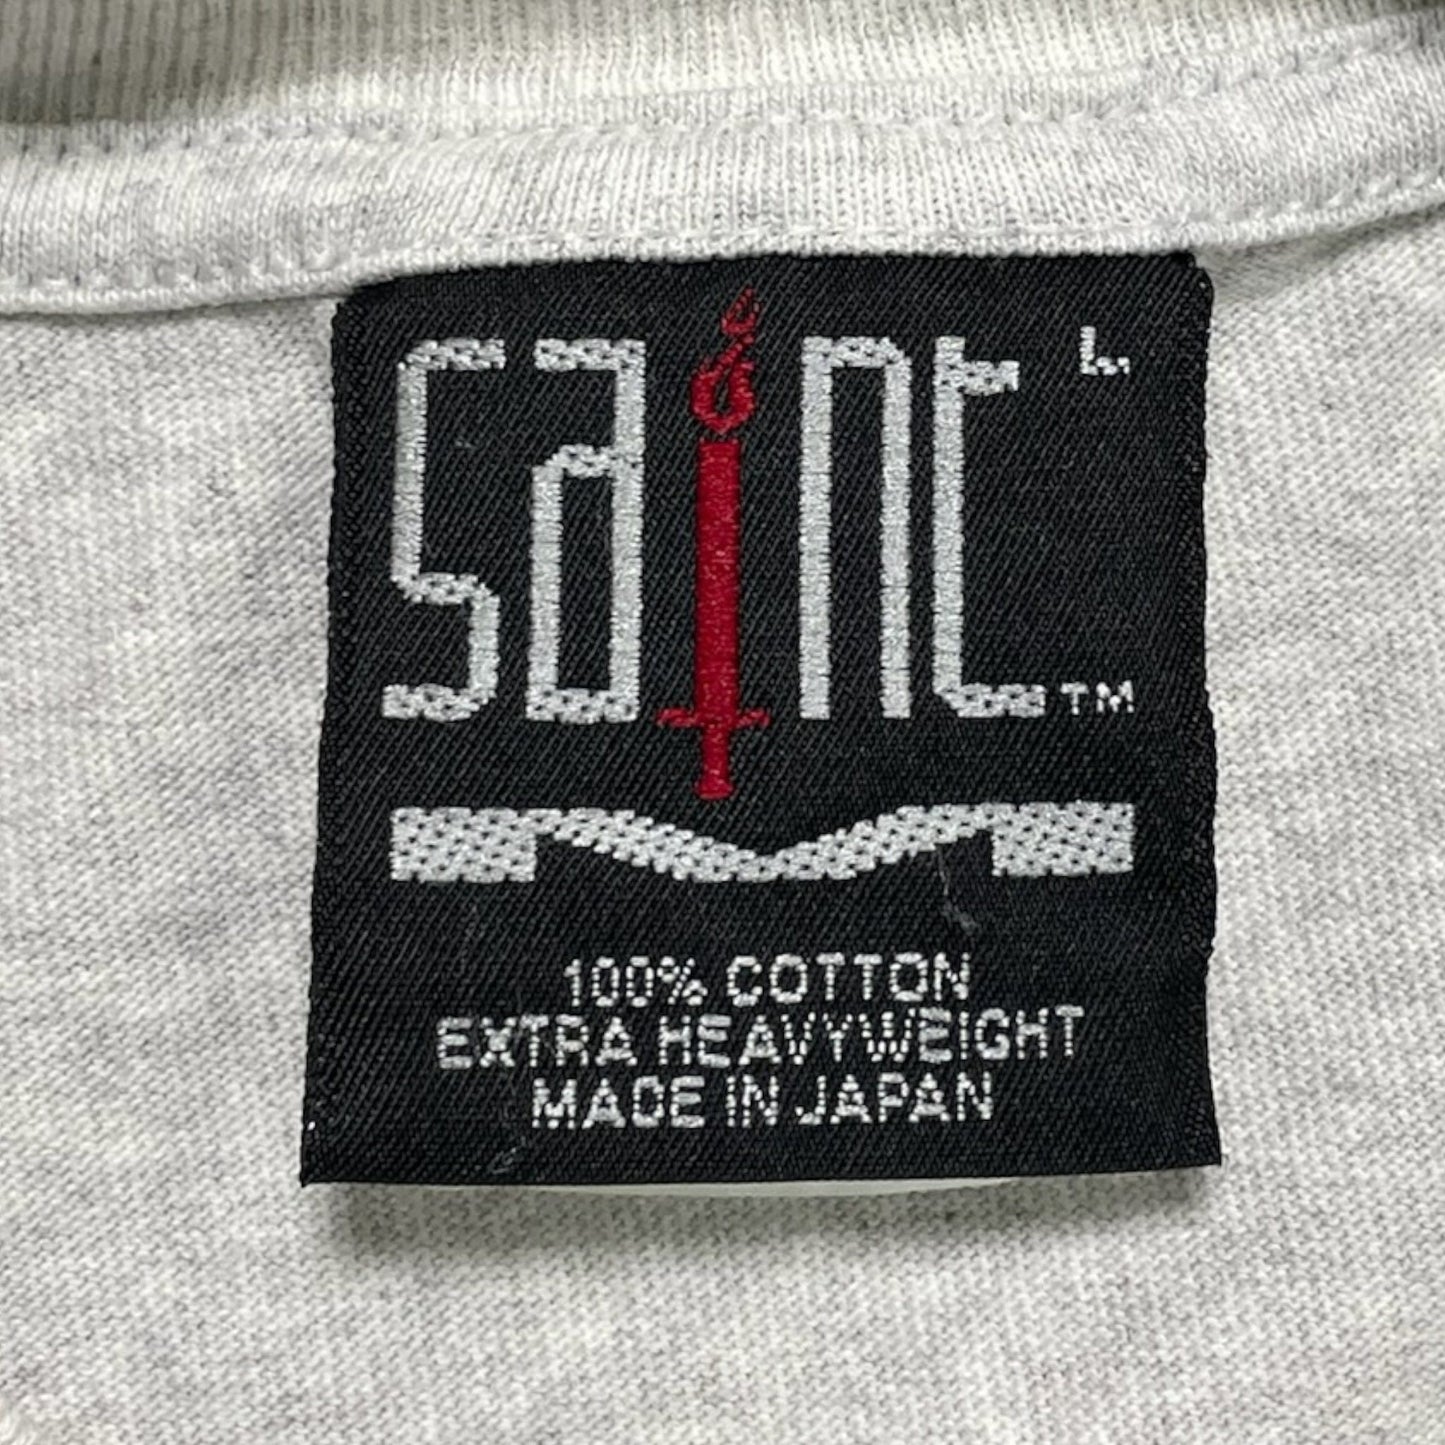 saint L
TM
100% COTTON
EXTRA HEAVYWEIGHT
MADE IN JAPAN